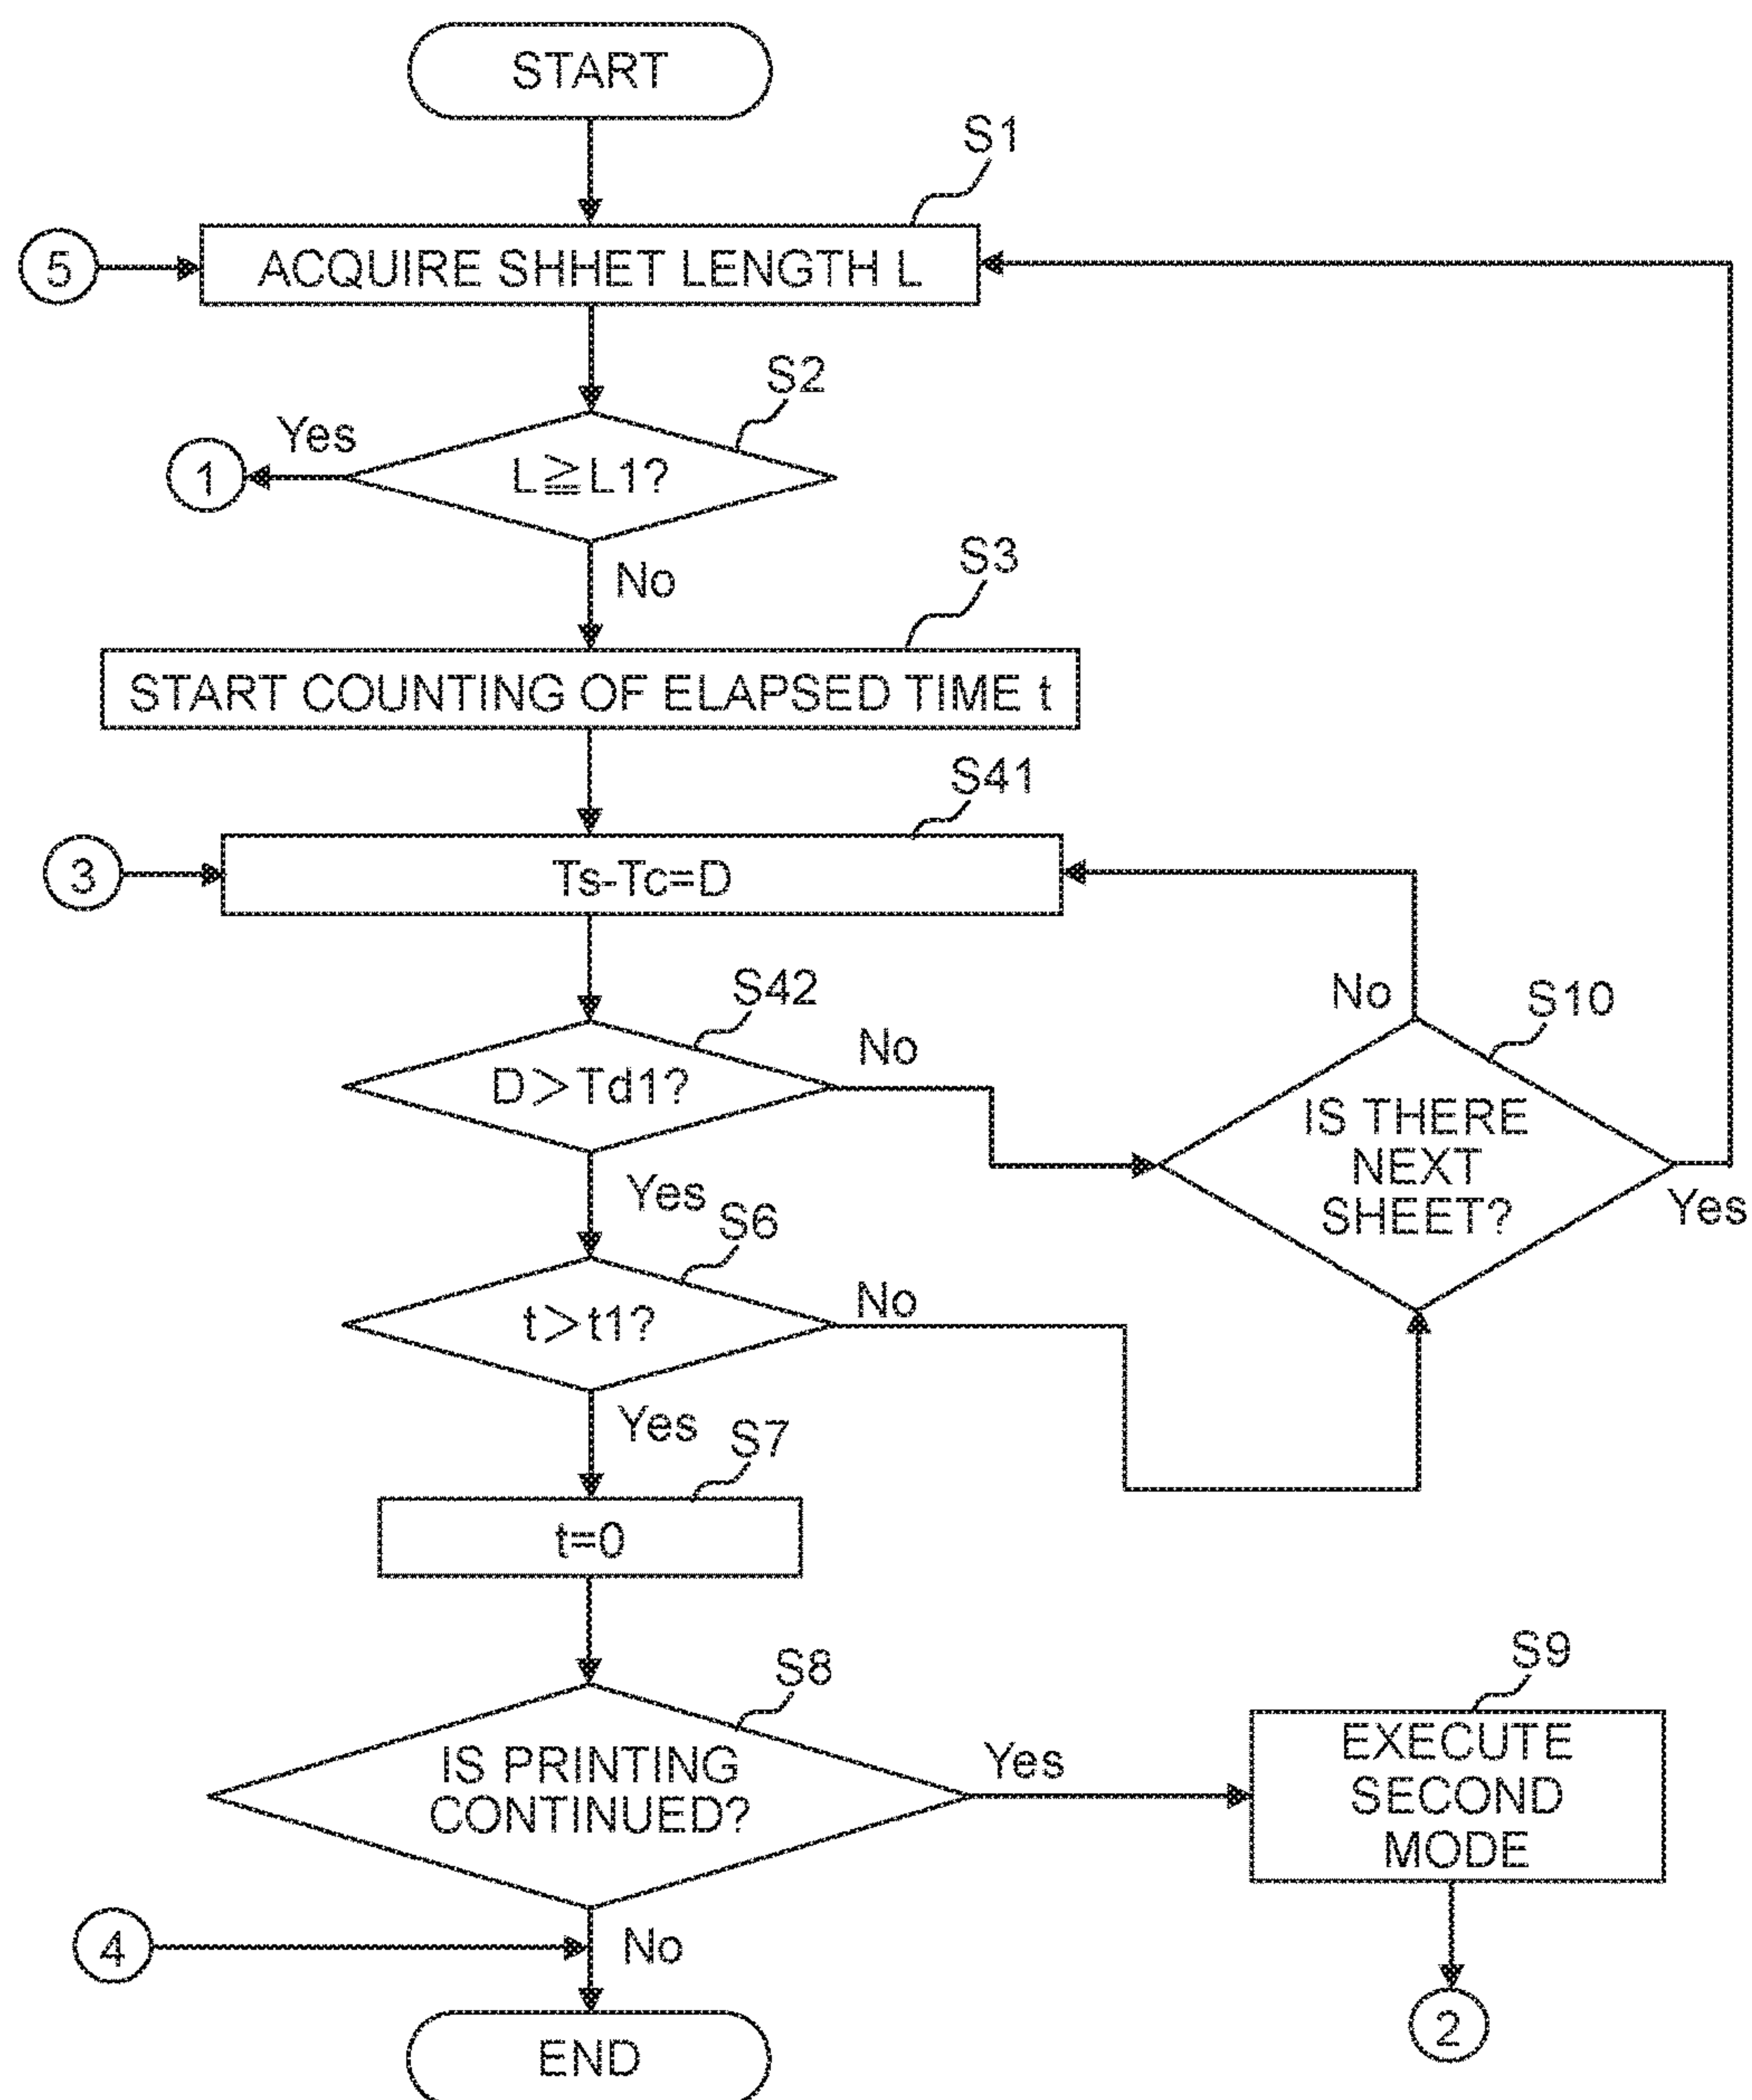 START
S1
5
ACQUIRE SHHET LENGTH L
S2
Yes
1
L≧L1?
No
S3
START COUNTING OF ELAPSED TIME t
S41
3
Ts-Tc=D
S42
No
No
S10
D>Td1?
IS THERE
NEXT
SHEET?
Yes
Yes
S6
No
t>t1?
Yes
S7
t=0
S8
S9
IS PRINTING
CONTINUED?
Yes
EXECUTE
SECOND
MODE
4
No
2
END